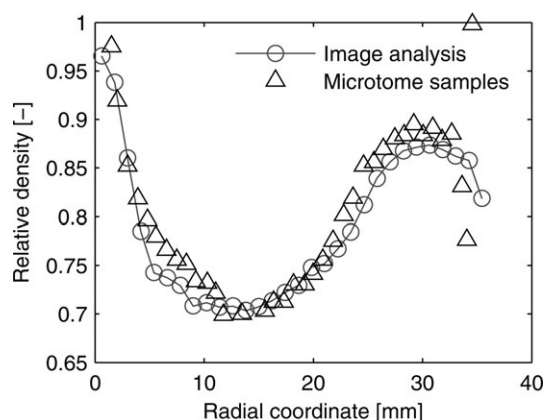 1
0.95
0.9
0.85
0.8
0.75
0.7
0.65
Relative density [−]
Image analysis
Microtome samples
0 10 20 30 40
Radial coordinate [mm]